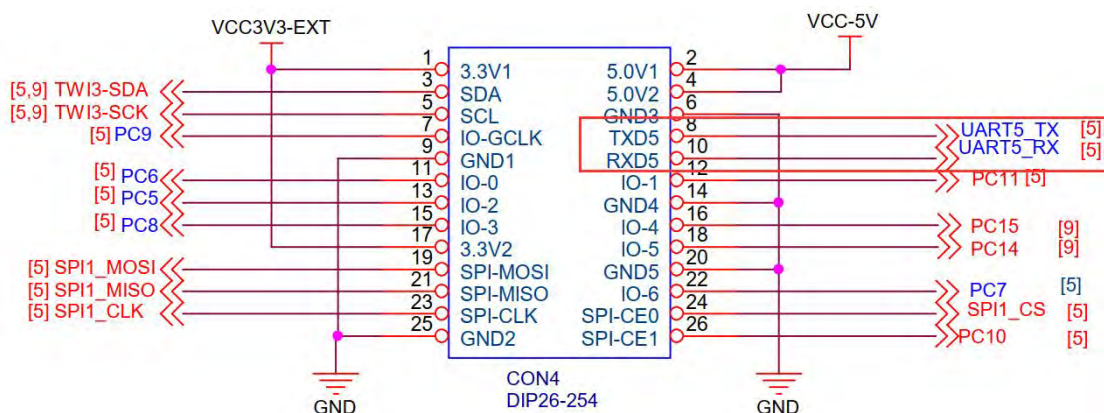 VCC3V3-EXT VCC-5V
1 3.3V1 5.0V1 2
[5,9] TWI3-SDA 3 SDA 5.0V2 4
[5,9] TWI3-SCK 5 SCL GND3 6
[5] PC9 7 IO-GCLK TXD5 8 UART5_TX [5]
9 GND1 RXD5 10 UART5_RX [5]
[5] PC6 11 IO-0 IO-1 12 PC11 [5]
[5] PC5 13 IO-2 GND4 14
[5] PC8 15 IO-3 IO-4 16 PC15 [9]
17 3.3V2 IO-5 18 PC14 [9]
[5] SPI1_MOSI 19 SPI-MOSI GND5 20
[5] SPI1_MISO 21 SPI-MISO IO-6 22 PC7 [5]
[5] SPI1_CLK 23 SPI-CLK SPI-CE0 24 SPI1_CS [5]
25 GND2 SPI-CE1 26 PC10 [5]
CON4
DIP26-254
GND GND